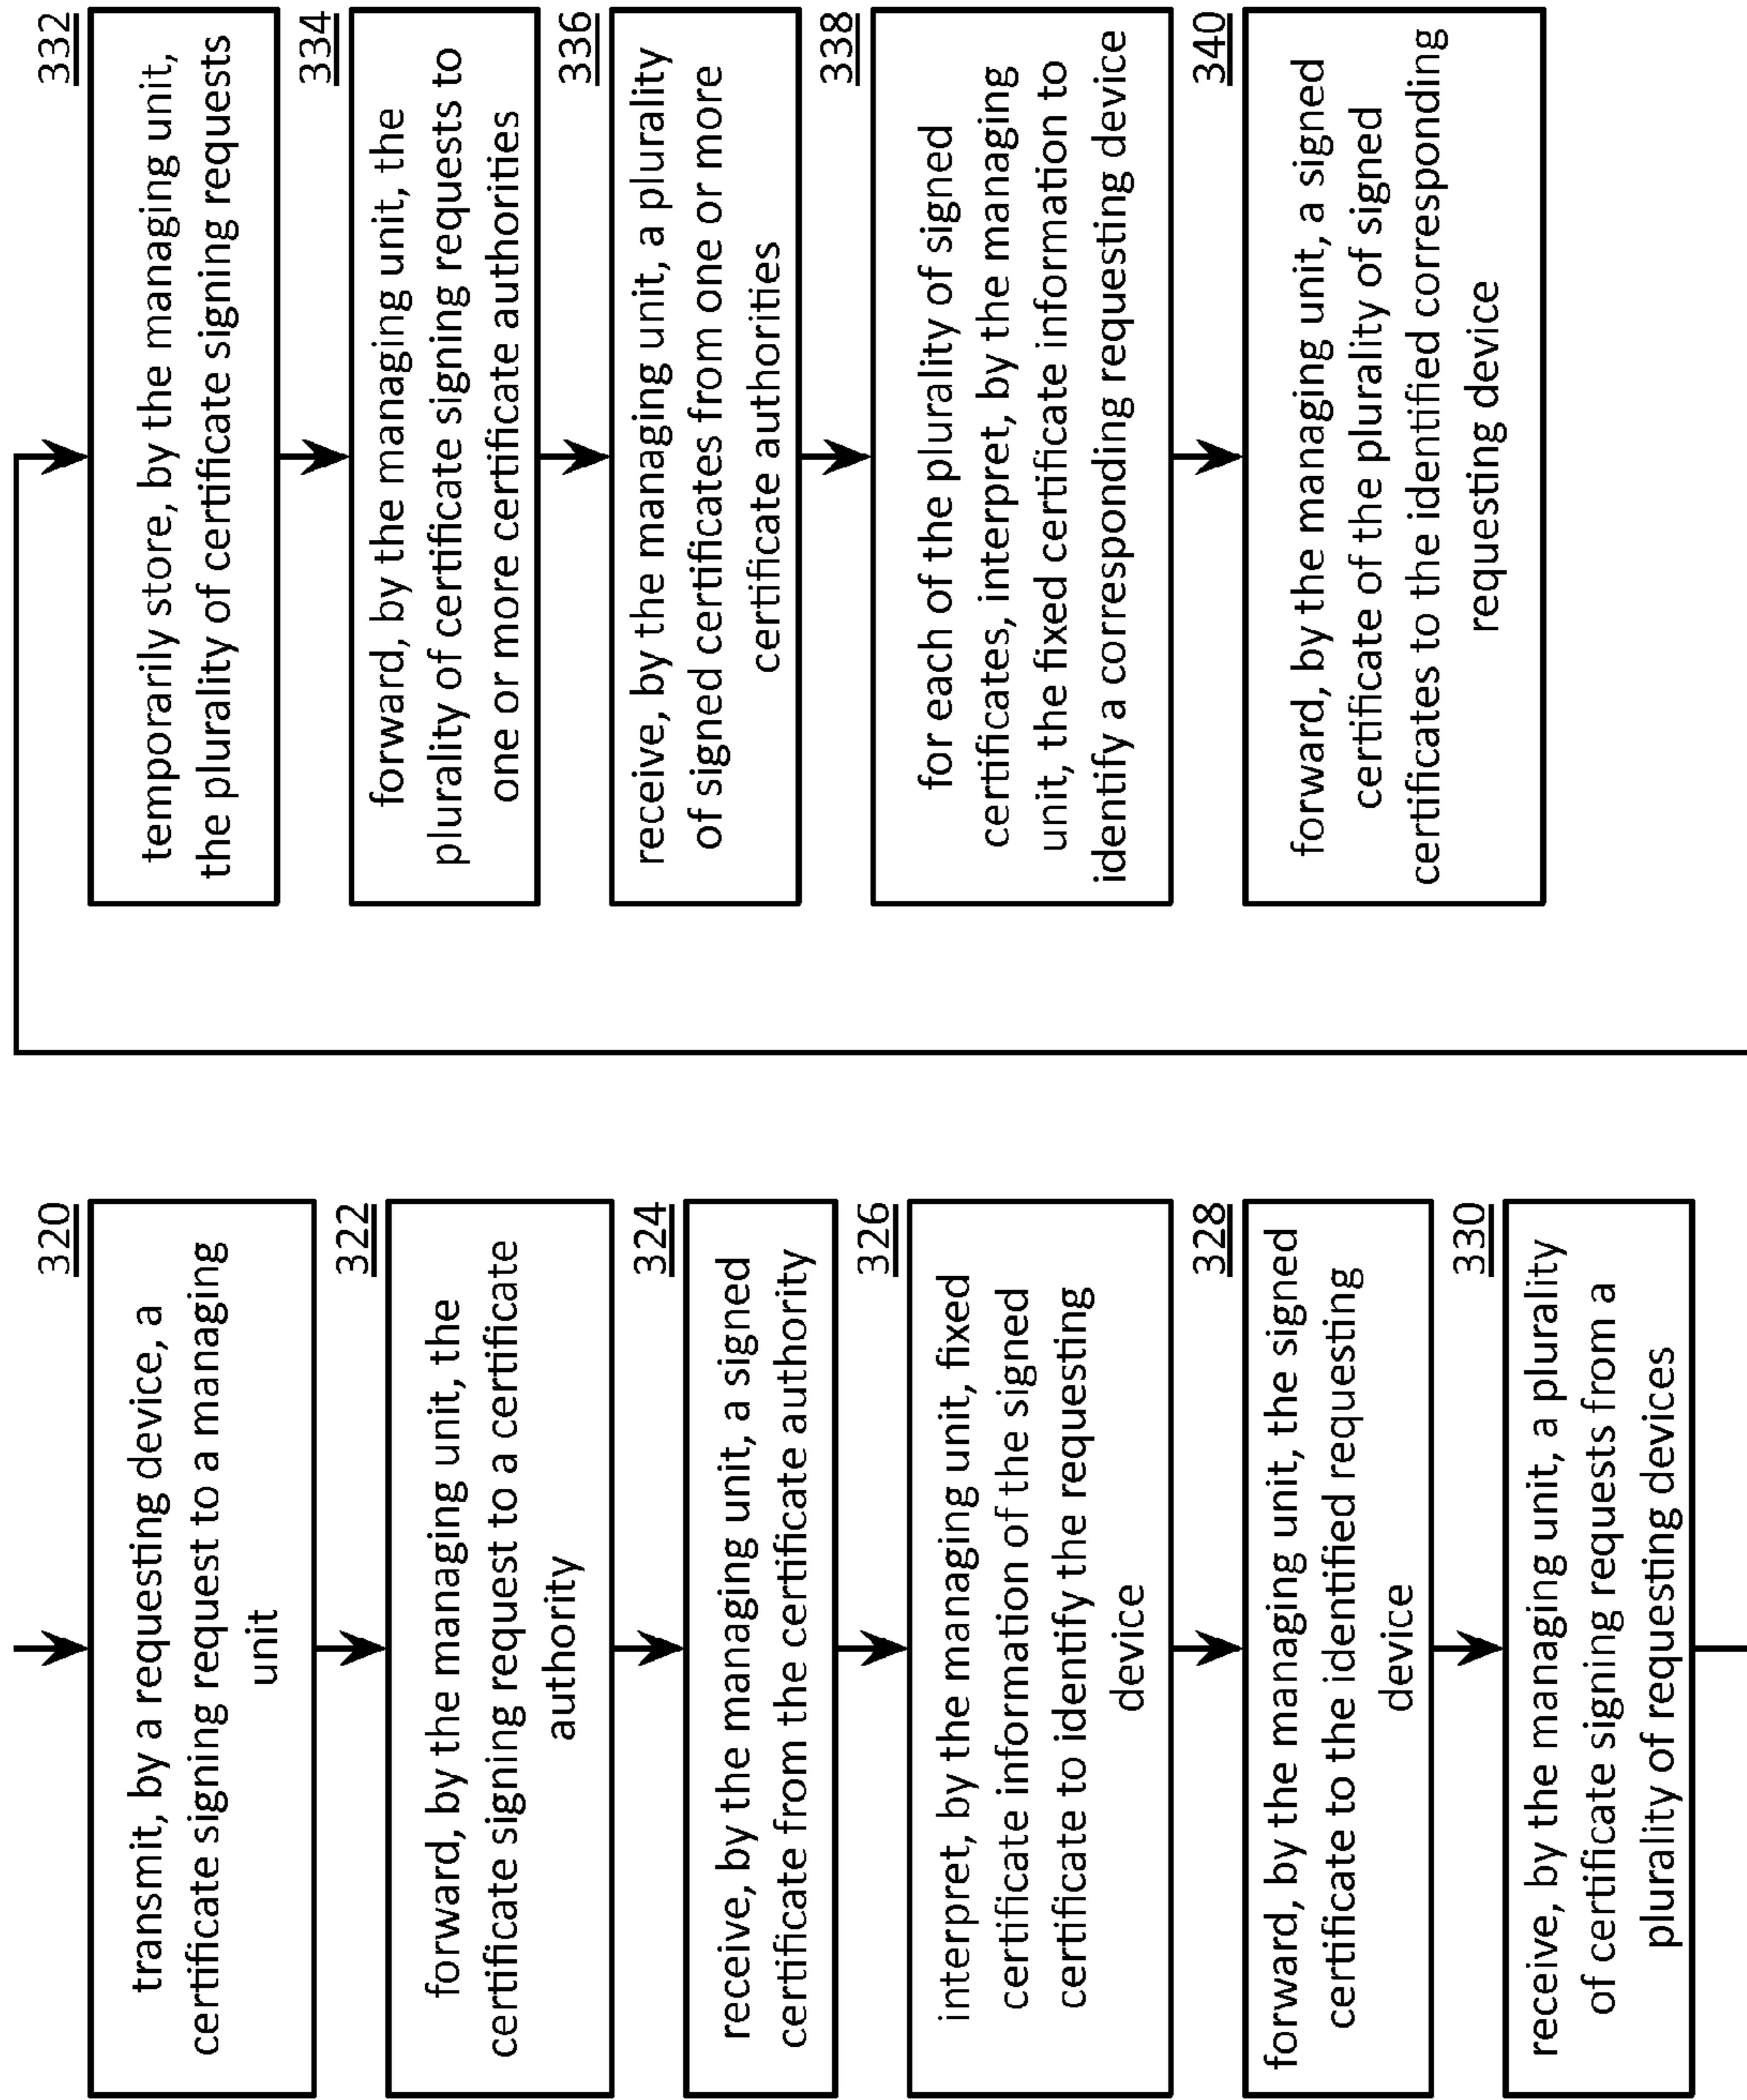 320
transmit, by a requesting device, a
certificate signing request to a managing
unit
322
forward, by the managing unit, the
certificate signing request to a certificate
authority
324
receive, by the managing unit, a signed
certificate from the certificate authority
326
interpret, by the managing unit, fixed
certificate information of the signed
certificate to identify the requesting
device
328
forward, by the managing unit, the signed
certificate to the identified requesting
device
330
receive, by the managing unit, a plurality
of certificate signing requests from a
plurality of requesting devices
332
temporarily store, by the managing unit,
the plurality of certificate signing requests
334
forward, by the managing unit, the
plurality of certificate signing requests to
one or more certificate authorities
336
receive, by the managing unit, a plurality
of signed certificates from one or more
certificate authorities
338
for each of the plurality of signed
certificates, interpret, by the managing
unit, the fixed certificate information to
identify a corresponding requesting device
340
forward, by the managing unit, a signed
certificate of the plurality of signed
certificates to the identified corresponding
requesting device